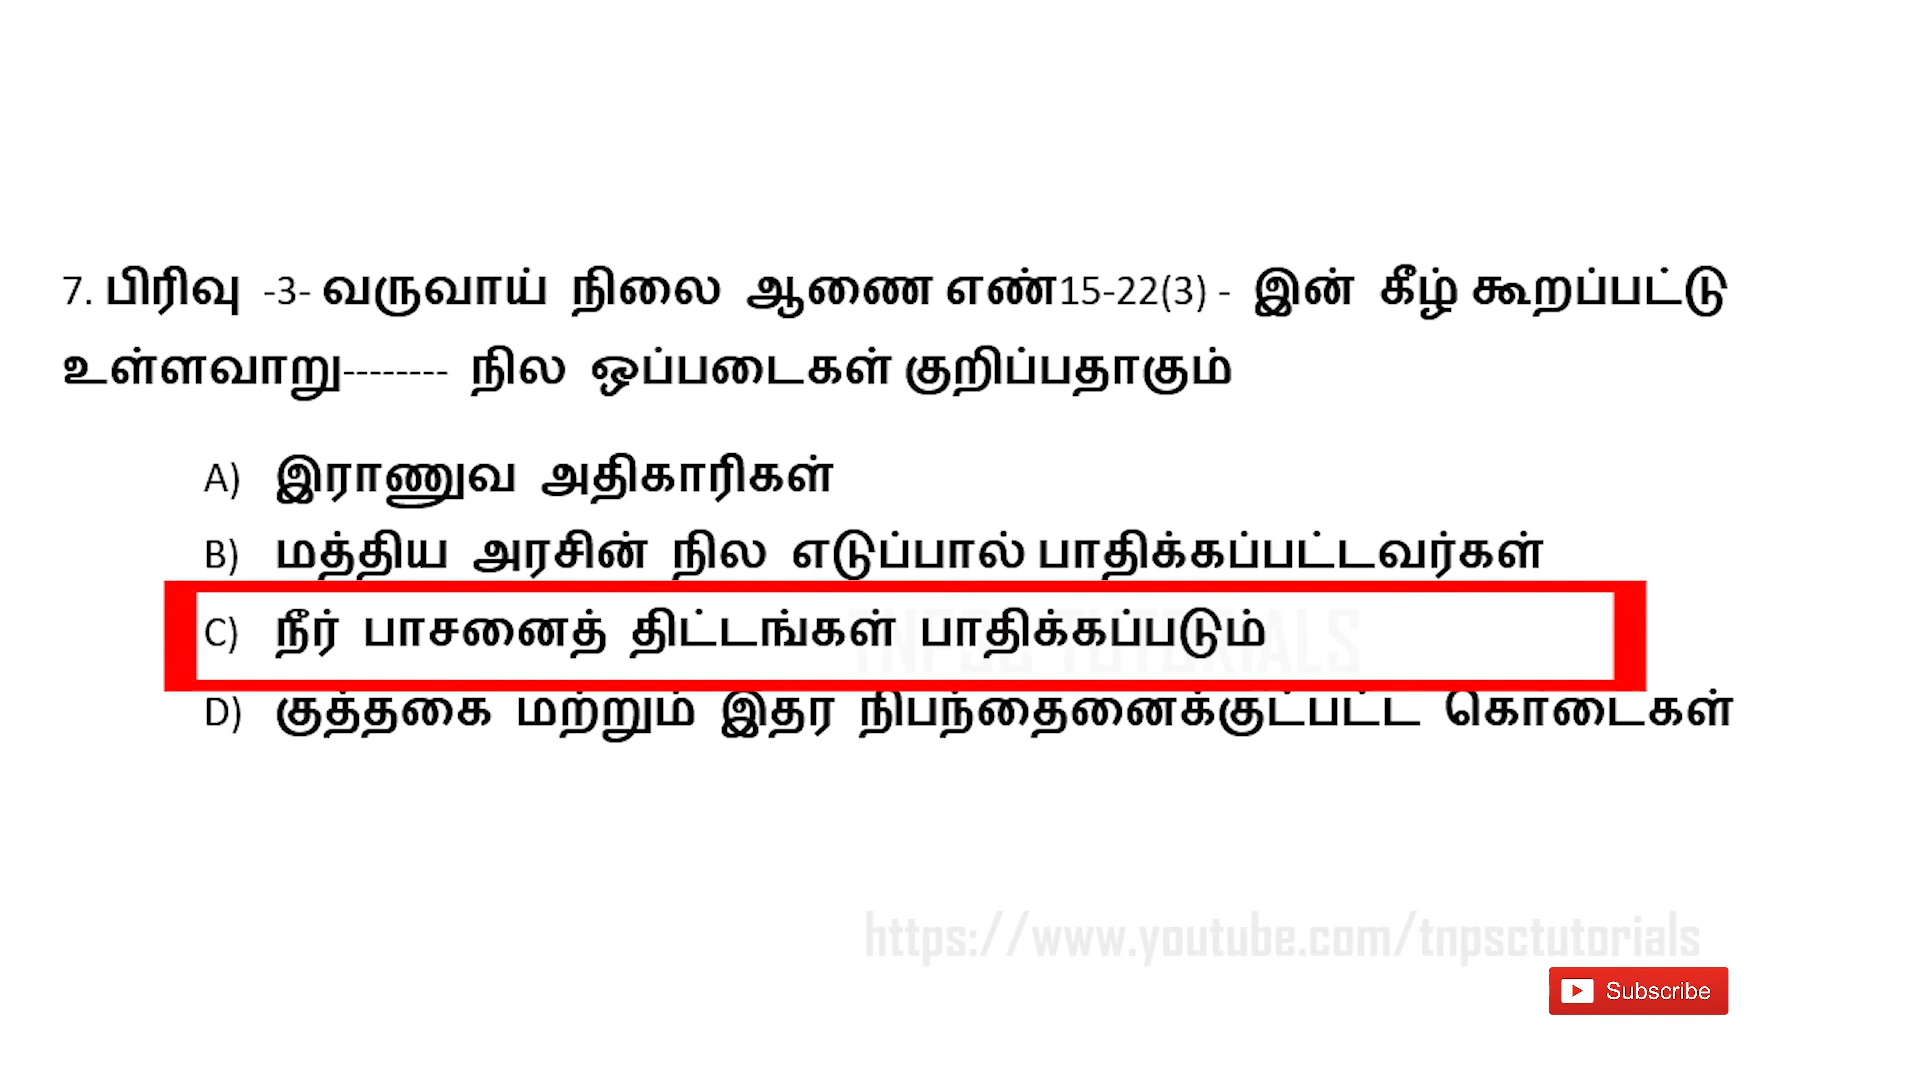 7. பிரிவு -3- வருவாய் நிலை ஆணை எண்15-22(3) - இன் கீழ் கூறப்பட்டு
உள்ளவாறு-------- நில ஒப்படைகள் குறிப்பதாகும்
A) இராணுவ அதிகாரிகள்
B) மத்திய அரசின் நில எடுப்பால் பாதிக்கப்பட்டவர்கள்
C) நீர் பாசனைத் திட்டங்கள் பாதிக்கப்படும்
TNPSC TUTORIALS
D) குத்தகை மற்றும் இதர நிபந்தைனைக்குட்பட்ட கொடைகள்
https://www.youtube.com/tnpsctutorials
Subscribe